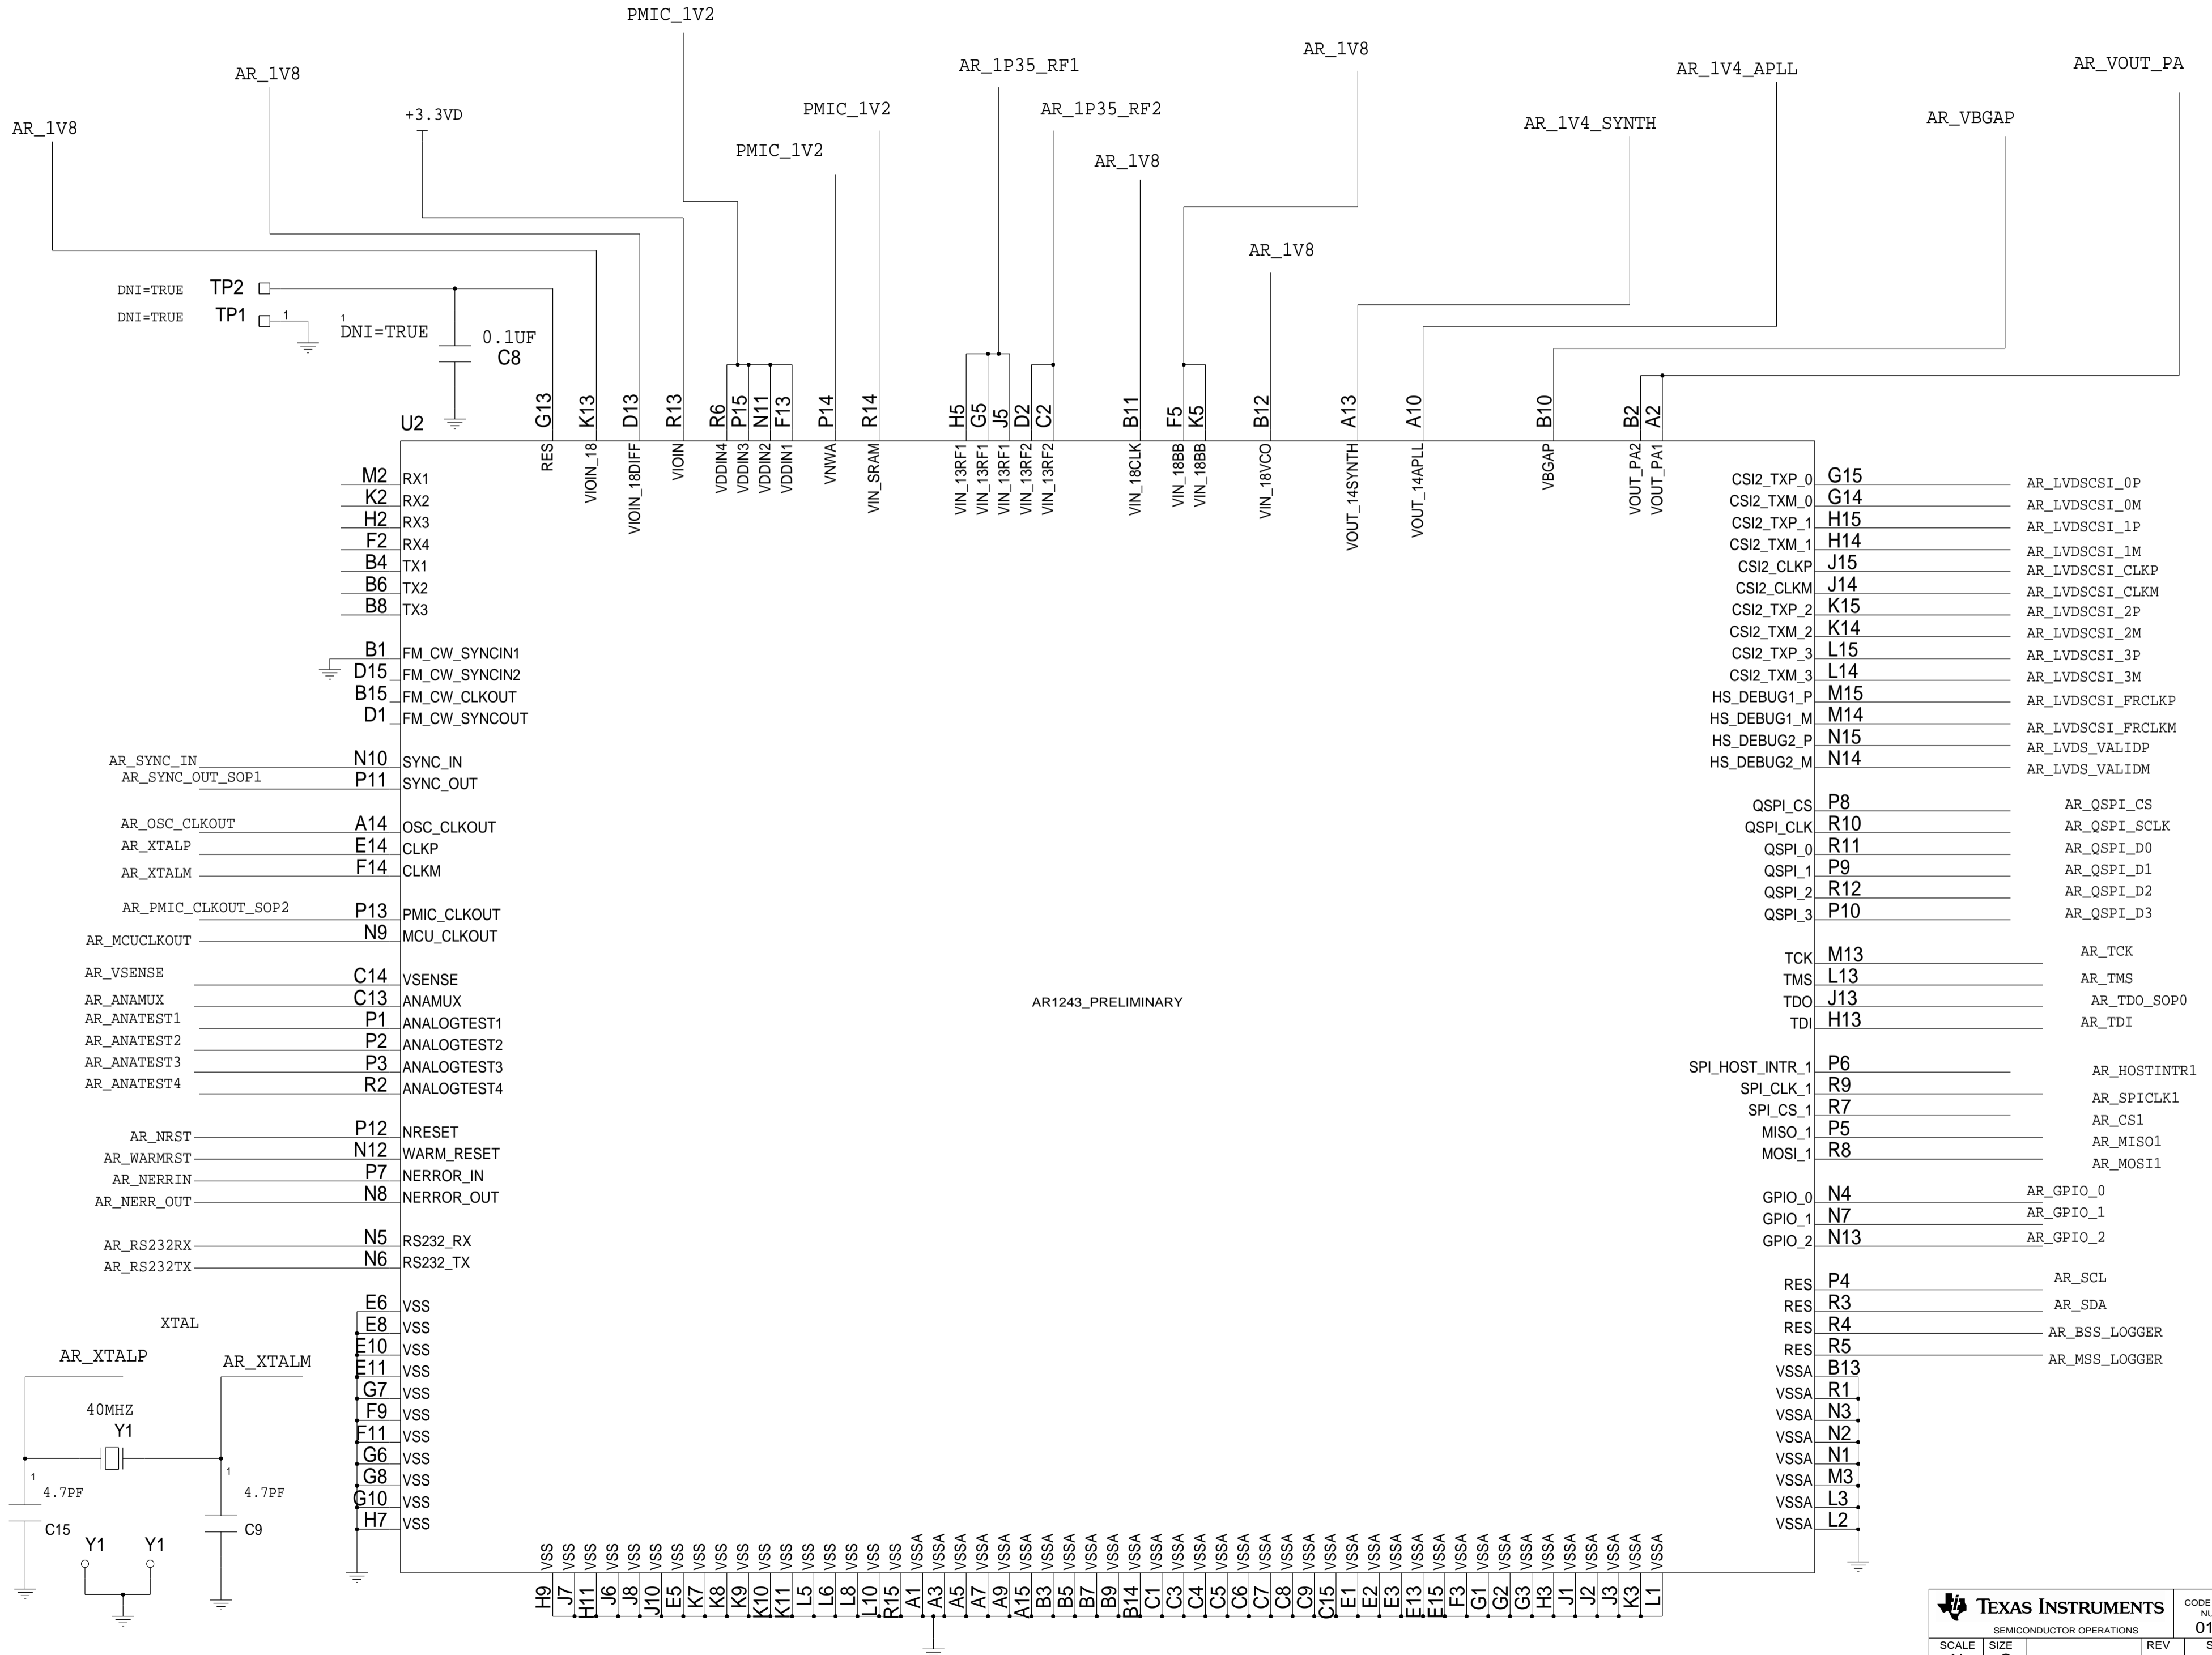 PMIC_1V2
AR_1V8
AR_1P35_RF1
AR_1V8
AR_1V4_APLL
AR_VOUT_PA
AR_1V8
+3.3VD
PMIC_1V2
AR_1P35_RF2
AR_1V4_SYNTH
AR_VBGAP
PMIC_1V2
AR_1V8
AR_1V8
DNI=TRUE TP2
DNI=TRUE TP1 1
1
DNI=TRUE
0.1UF
C8
U2
G13 RES
K13 VIOIN_18
D13 VIOIN_18DIFF
R13 VIOIN
R6 VDDIN4
P15 VDDIN3
N11 VDDIN2
F13 VDDIN1
P14 VNWA
R14 VIN_SRAM
H5 VIN_13RF1
G5 VIN_13RF1
J5 VIN_13RF1
D2 VIN_13RF2
C2 VIN_13RF2
B11 VIN_18CLK
F5 VIN_18BB
K5 VIN_18BB
B12 VIN_18VCO
A13 VOUT_14SYNTH
A10 VOUT_14APLL
B10 VBGAP
B2 VOUT_PA2
A2 VOUT_PA1
M2 RX1
K2 RX2
H2 RX3
F2 RX4
B4 TX1
B6 TX2
B8 TX3
B1 FM_CW_SYNCIN1
D15 FM_CW_SYNCIN2
B15 FM_CW_CLKOUT
D1 FM_CW_SYNCOUT
AR_SYNC_IN N10 SYNC_IN
AR_SYNC_OUT_SOP1 P11 SYNC_OUT
AR_OSC_CLKOUT A14 OSC_CLKOUT
AR_XTALP E14 CLKP
AR_XTALM F14 CLKM
AR_PMIC_CLKOUT_SOP2 P13 PMIC_CLKOUT
AR_MCUCLKOUT N9 MCU_CLKOUT
AR_VSENSE C14 VSENSE
AR_ANAMUX C13 ANAMUX
AR_ANATEST1 P1 ANALOGTEST1
AR_ANATEST2 P2 ANALOGTEST2
AR_ANATEST3 P3 ANALOGTEST3
AR_ANATEST4 R2 ANALOGTEST4
AR_NRST P12 NRESET
AR_WARMRST N12 WARM_RESET
AR_NERRIN P7 NERROR_IN
AR_NERR_OUT N8 NERROR_OUT
AR_RS232RX N5 RS232_RX
AR_RS232TX N6 RS232_TX
E6 VSS
E8 VSS
E10 VSS
E11 VSS
G7 VSS
F9 VSS
F11 VSS
G6 VSS
G8 VSS
G10 VSS
H7 VSS
AR1243_PRELIMINARY
CSI2_TXP_0 G15 AR_LVDSCSI_0P
CSI2_TXM_0 G14 AR_LVDSCSI_0M
CSI2_TXP_1 H15 AR_LVDSCSI_1P
CSI2_TXM_1 H14 AR_LVDSCSI_1M
CSI2_CLKP J15 AR_LVDSCSI_CLKP
CSI2_CLKM J14 AR_LVDSCSI_CLKM
CSI2_TXP_2 K15 AR_LVDSCSI_2P
CSI2_TXM_2 K14 AR_LVDSCSI_2M
CSI2_TXP_3 L15 AR_LVDSCSI_3P
CSI2_TXM_3 L14 AR_LVDSCSI_3M
HS_DEBUG1_P M15 AR_LVDSCSI_FRCLKP
HS_DEBUG1_M M14 AR_LVDSCSI_FRCLKM
HS_DEBUG2_P N15 AR_LVDS_VALIDP
HS_DEBUG2_M N14 AR_LVDS_VALIDM
QSPI_CS P8 AR_QSPI_CS
QSPI_CLK R10 AR_QSPI_SCLK
QSPI_0 R11 AR_QSPI_D0
QSPI_1 P9 AR_QSPI_D1
QSPI_2 R12 AR_QSPI_D2
QSPI_3 P10 AR_QSPI_D3
TCK M13 AR_TCK
TMS L13 AR_TMS
TDO J13 AR_TDO_SOP0
TDI H13 AR_TDI
SPI_HOST_INTR_1 P6 AR_HOSTINTR1
SPI_CLK_1 R9 AR_SPICLK1
SPI_CS_1 R7 AR_CS1
MISO_1 P5 AR_MISO1
MOSI_1 R8 AR_MOSI1
GPIO_0 N4 AR_GPIO_0
GPIO_1 N7 AR_GPIO_1
GPIO_2 N13 AR_GPIO_2
RES P4 AR_SCL
RES R3 AR_SDA
RES R4 AR_BSS_LOGGER
RES R5 AR_MSS_LOGGER
VSSA B13
VSSA R1
VSSA N3
VSSA N2
VSSA N1
VSSA M3
VSSA L3
VSSA L2
XTAL
AR_XTALP
AR_XTALM
40MHZ
Y1
1
1
4.7PF
4.7PF
C15
C9
Y1
Y1
H9 VSS
J7 VSS
H11 VSS
J6 VSS
J8 VSS
J10 VSS
E5 VSS
K7 VSS
K8 VSS
K9 VSS
K10 VSS
K11 VSS
L5 VSS
L6 VSS
L8 VSS
L10 VSS
R15 VSS
A1 VSSA
A3 VSSA
A5 VSSA
A7 VSSA
A9 VSSA
A15 VSSA
B3 VSSA
B5 VSSA
B7 VSSA
B9 VSSA
B14 VSSA
C1 VSSA
C3 VSSA
C4 VSSA
C5 VSSA
C6 VSSA
C7 VSSA
C8 VSSA
C9 VSSA
C15 VSSA
E1 VSSA
E2 VSSA
E3 VSSA
E13 VSSA
E15 VSSA
F3 VSSA
G1 VSSA
G2 VSSA
G3 VSSA
H3 VSSA
J1 VSSA
J2 VSSA
J3 VSSA
K3 VSSA
L1 VSSA
TEXAS INSTRUMENTS
SEMICONDUCTOR OPERATIONS
CODE
01
SCALE SIZE REV